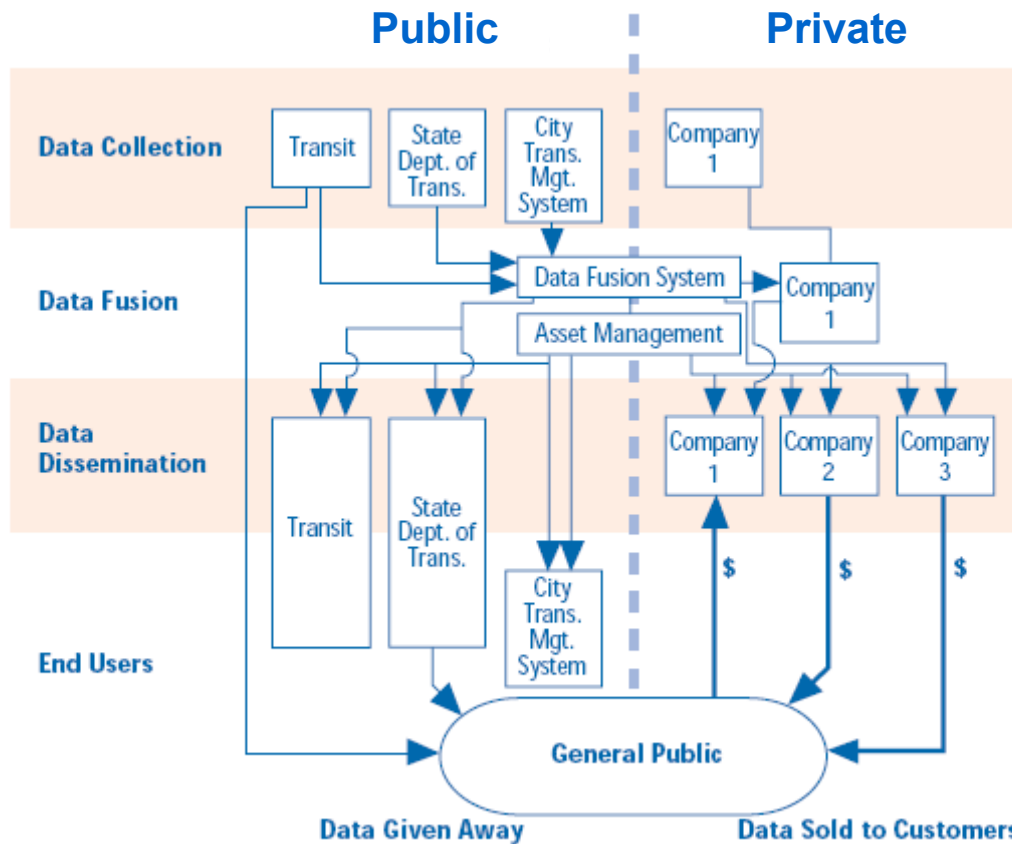 Public
Private
Data Collection
Transit
State
Dept. of
Trans.
City
Trans.
Mgt.
System
Company
1
Data Fusion
Data Fusion System
Company
1
Asset Management
Data
Dissemination
Transit
State
Dept. of
Trans.
City
Trans.
Mgt.
System
Company
1
Company
2
Company
3
$
$
$
End Users
General Public
Data Given Away
Data Sold to Customers